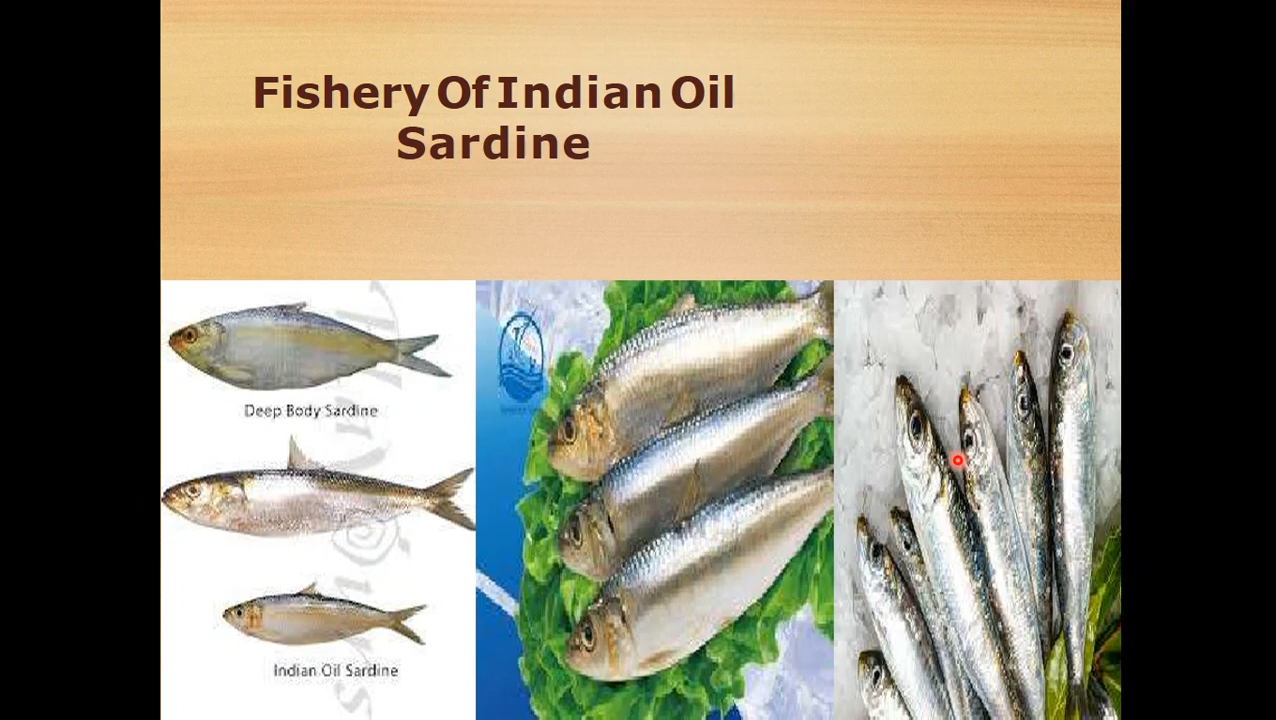 Fishery Of Indian Oil
Sardine
Deep Body Sardine
Indian Oil Sardine